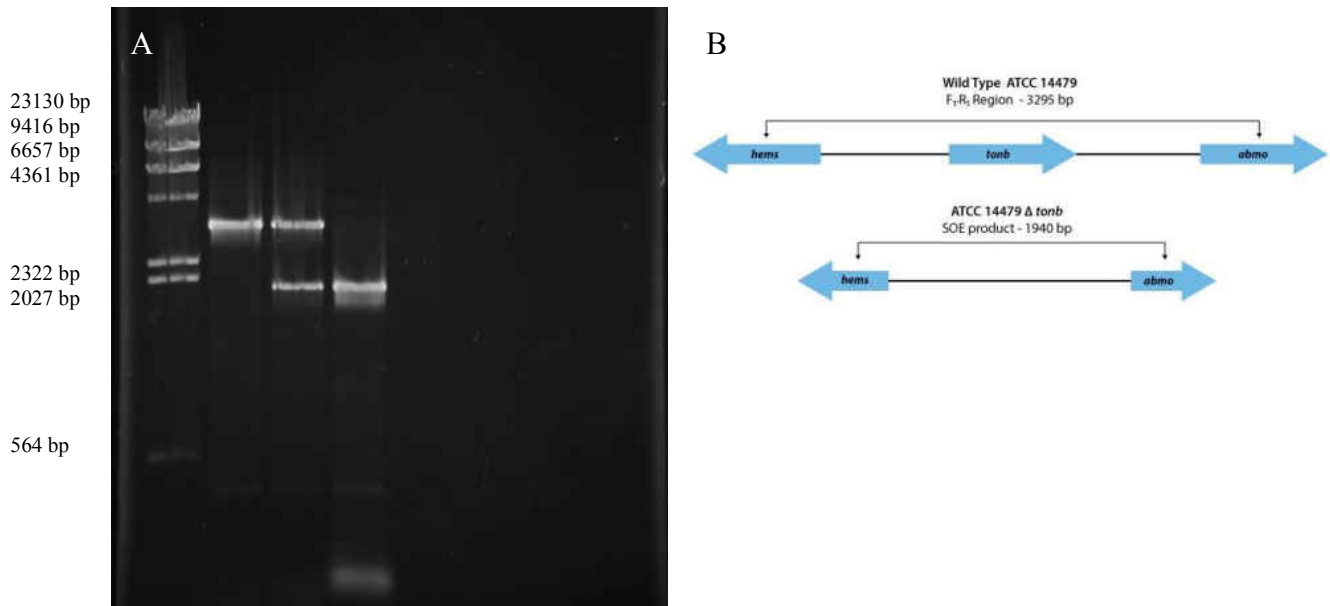 A
B
23130 bp
9416 bp
6657 bp
4361 bp
2322 bp
2027 bp
564 bp
Wild Type ATCC 14479
F₁-R₅ Region - 3295 bp
hems
tonb
abmo
ATCC 14479 Δ tonb
SOE product - 1940 bp
hems
abmo